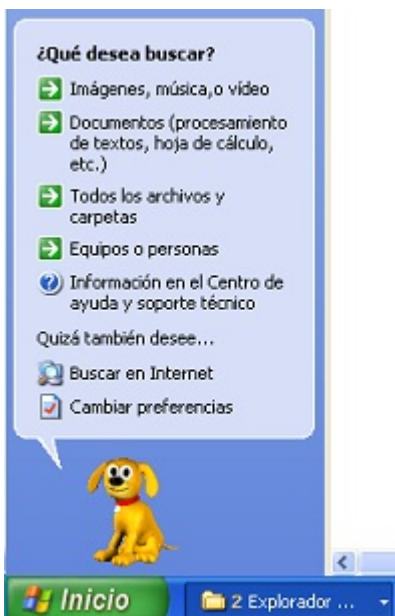 ¿Qué desea buscar?
Imágenes, música,o vídeo
Documentos (procesamiento
de textos, hoja de cálculo,
etc.)
Todos los archivos y
carpetas
Equipos o personas
Información en el Centro de
ayuda y soporte técnico
Quizá también desee...
Buscar en Internet
Cambiar preferencias
Inicio
2 Explorador ...